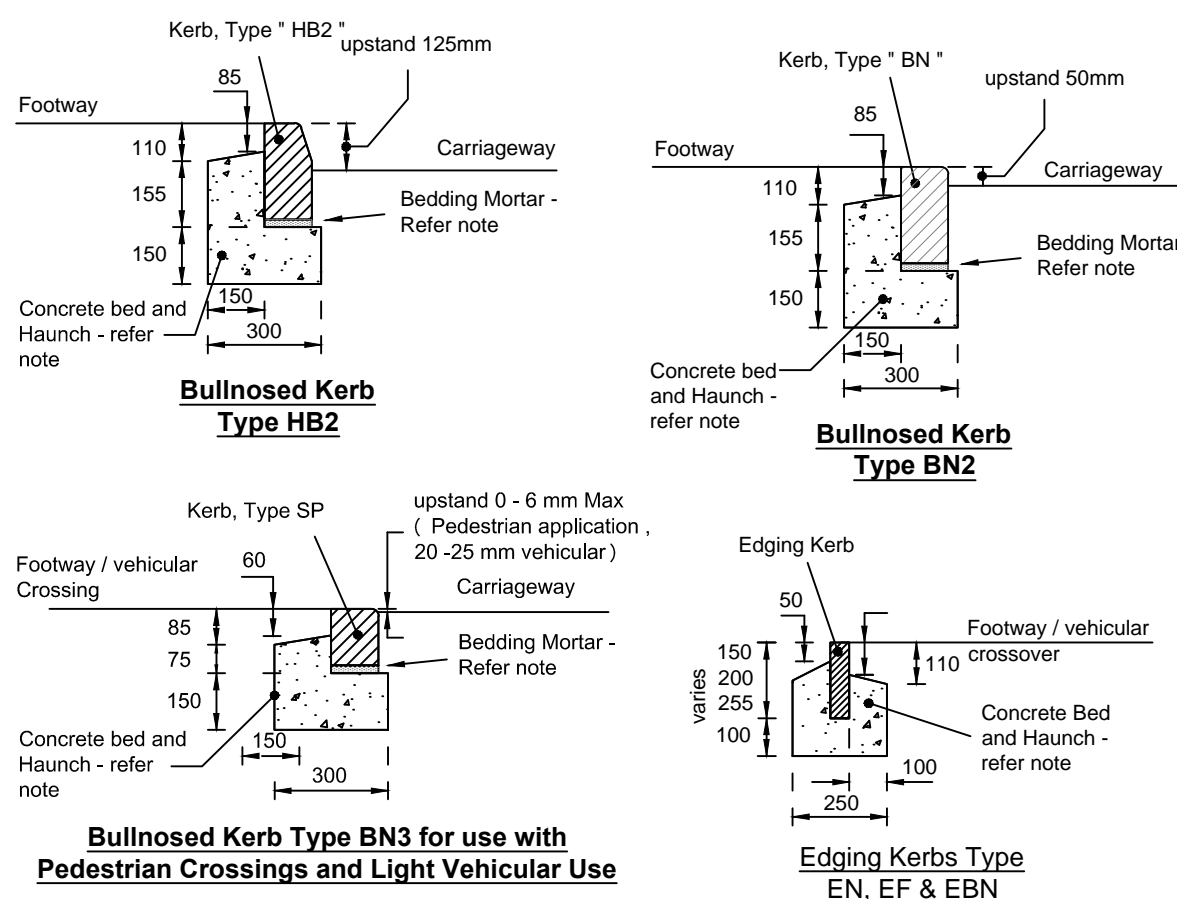 Kerb, Type " HB2 "
upstand 125mm
85
Footway
110
Carriageway
155
Bedding Mortar -
Refer note
150
150
Concrete bed and
Haunch - refer
note
300
Bullnosed Kerb
Type HB2
Kerb, Type " BN "
upstand 50mm
85
Footway
Carriageway
110
155
Bedding Mortar
Refer note
150
150
Concrete bed
and Haunch -
refer note
300
Bullnosed Kerb
Type BN2
Kerb, Type SP
upstand 0 - 6 mm Max
( Pedestrian application ,
20 -25 mm vehicular )
Footway / vehicular
Crossing
60
Carriageway
85
75
Bedding Mortar -
Refer note
150
Concrete bed and
Haunch - refer
note
150
300
Bullnosed Kerb Type BN3 for use with
Pedestrian Crossings and Light Vehicular Use
Edging Kerb
50
Footway / vehicular
crossover
150
200
255
varies
110
100
Concrete Bed
and Haunch -
refer note
100
250
Edging Kerbs Type
EN, EF & EBN